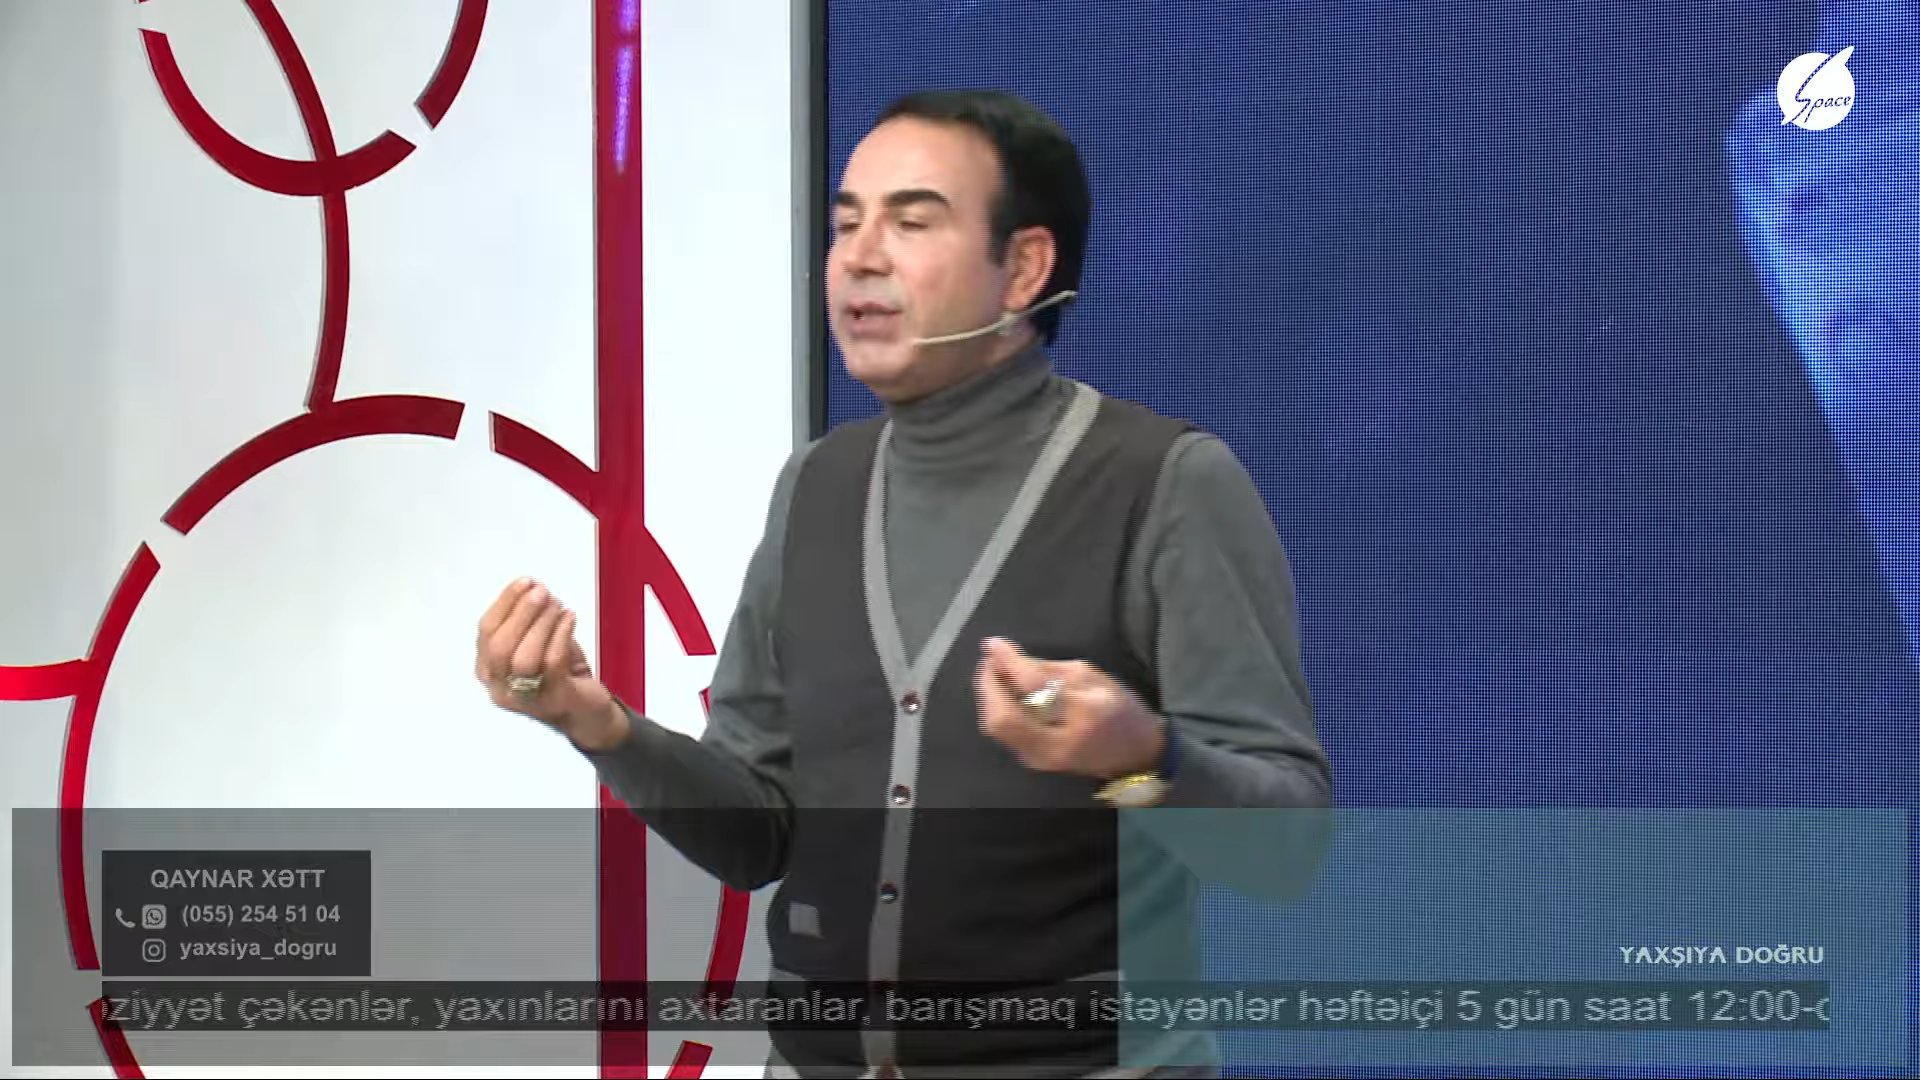 Space
QAYNAR XƏTT
(055) 254 51 04
yaxsiya_dogru
YAXŞIYA DOĞRU
çəkənlər, yaxınlarını axtaranlar, barışmaq istəyənlər həftəiçi 5 gün saat 12:00-